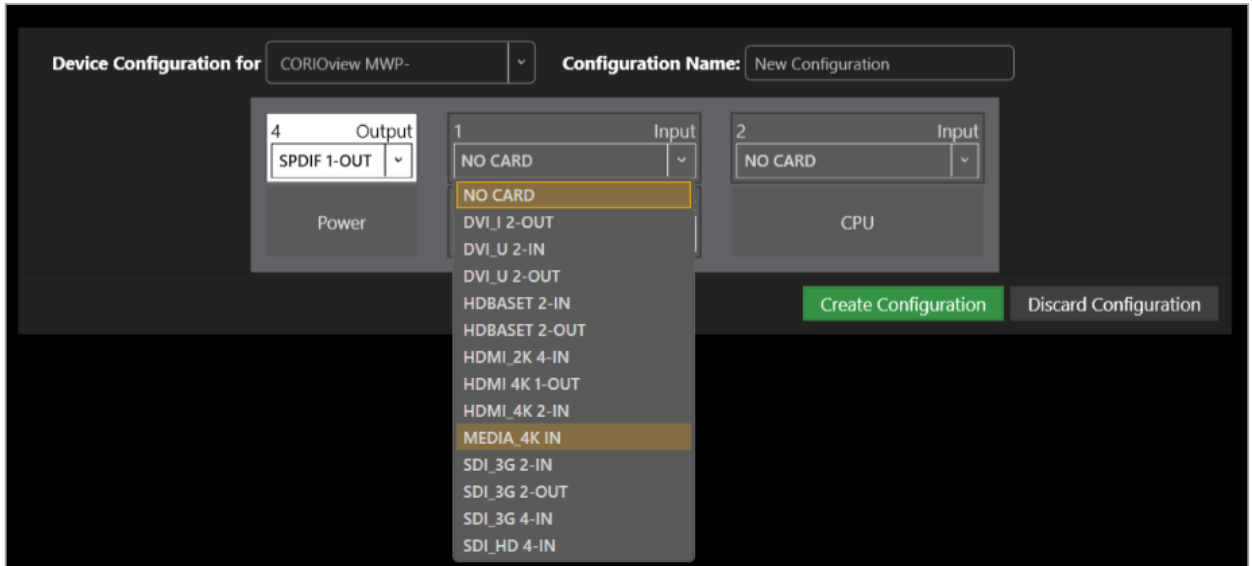 Device Configuration for CORIOview MWP- Configuration Name: New Configuration
4 Output 1 Input 2 Input
SPDIF 1-OUT NO CARD NO CARD
Power CPU
NO CARD
DVI_I 2-OUT
DVI_U 2-IN
DVI_U 2-OUT
HDBASET 2-IN
HDBASET 2-OUT
HDMI_2K 4-IN
HDMI 4K 1-OUT
HDMI_4K 2-IN
MEDIA_4K IN
SDI_3G 2-IN
SDI_3G 2-OUT
SDI_3G 4-IN
SDI_HD 4-IN
Create Configuration Discard Configuration